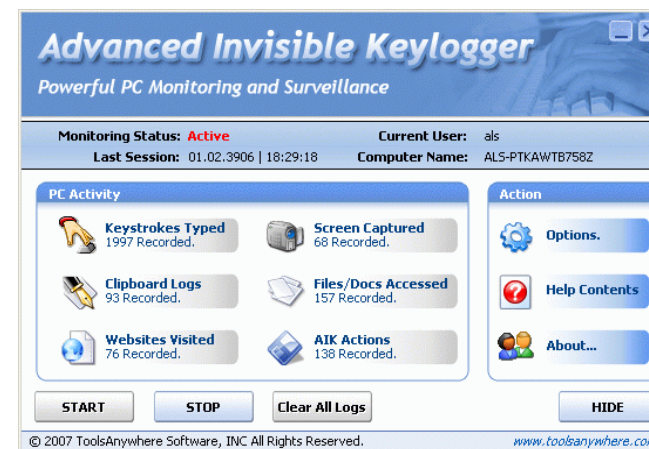 Advanced Invisible Keylogger
Powerful PC Monitoring and Surveillance
Monitoring Status: Active Current User: als
Last Session: 01.02.3906 | 18:29:18 Computer Name: ALS-PTKAWTB758Z
PC Activity
Keystrokes Typed
1997 Recorded.
Screen Captured
68 Recorded.
Clipboard Logs
93 Recorded.
Files/Docs Accessed
157 Recorded.
Websites Visited
76 Recorded.
AIK Actions
138 Recorded.
Action
Options.
Help Contents
About...
START STOP Clear All Logs HIDE
© 2007 ToolsAnywhere Software, INC All Rights Reserved. www.toolsanywhere.co